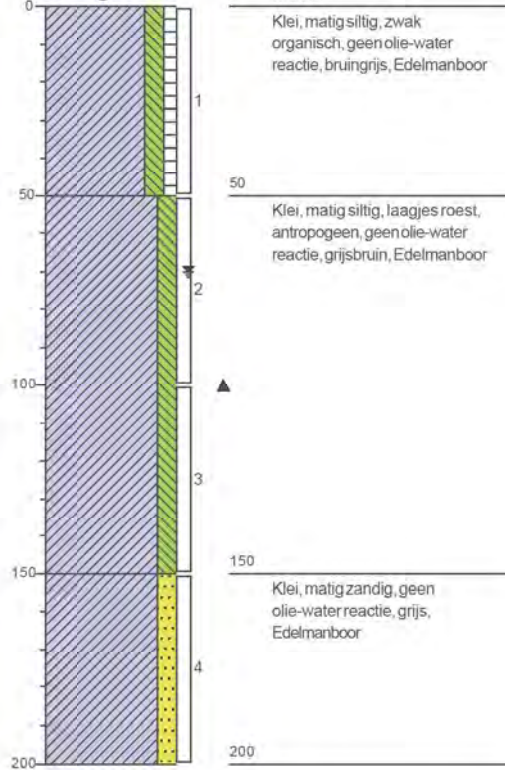 0
Klei, matig siltig, zwak
organisch, geen olie-water
reactie, bruingrijs, Edelmanboor
1
50
50
Klei, matig siltig, laagjes roest,
antropogeen, geen olie-water
reactie, grijsbruin, Edelmanboor
2
100
3
150
150
Klei, matig zandig, geen
olie-water reactie, grijs,
Edelmanboor
4
200
200